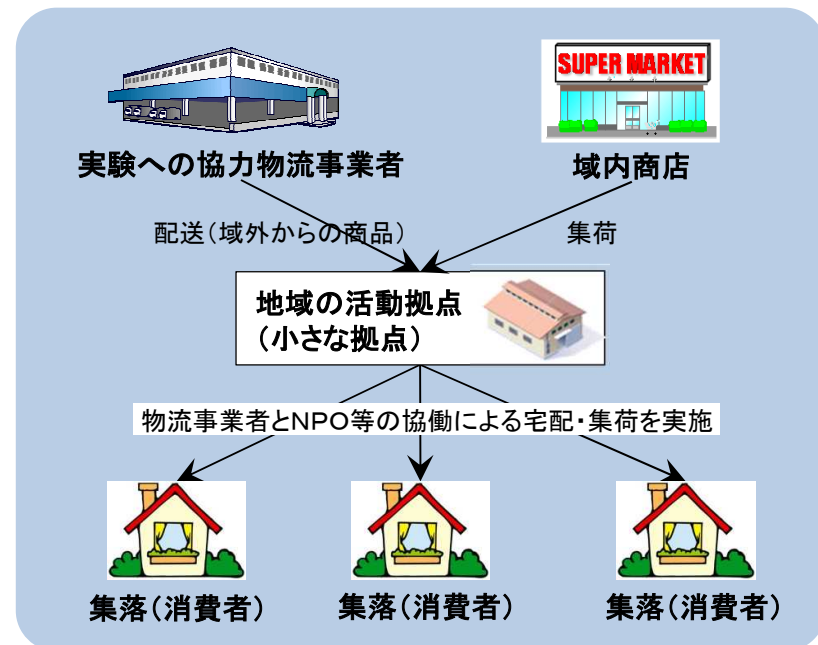 SUPER MARKET
実験への協力物流事業者
域内商店
配送（域外からの商品）
集荷
地域の活動拠点
（小さな拠点）
物流事業者とＮＰＯ等の協働による宅配・集荷を実施
集落（消費者）
集落（消費者）
集落（消費者）